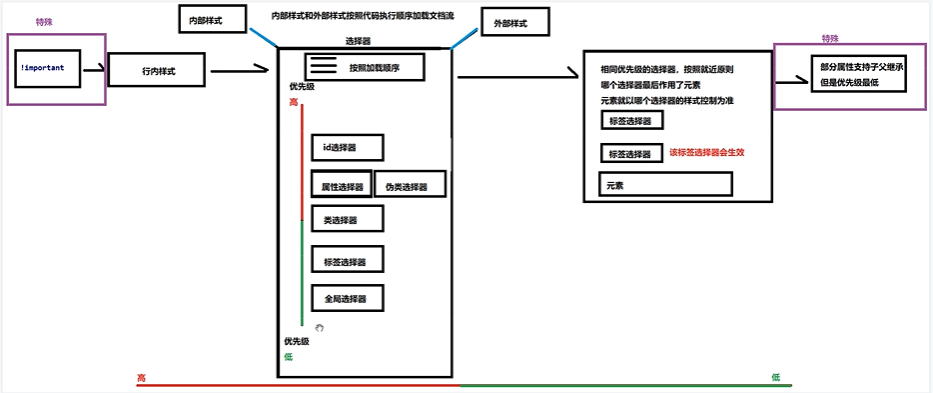 特殊
!important
行内样式
内部样式
内部样式和外部样式按照代码执行顺序加载文档流
外部样式
选择器
按照加载顺序
优先级
高
id选择器
属性选择器
伪类选择器
类选择器
标签选择器
全局选择器
优先级
低
相同优先级的选择器，按照就近原则
哪个选择器最后作用了元素
元素就以哪个选择器的样式控制为准
标签选择器
标签选择器
该标签选择器会生效
元素
特殊
部分属性支持子父继承
但是优先级最低
高
低